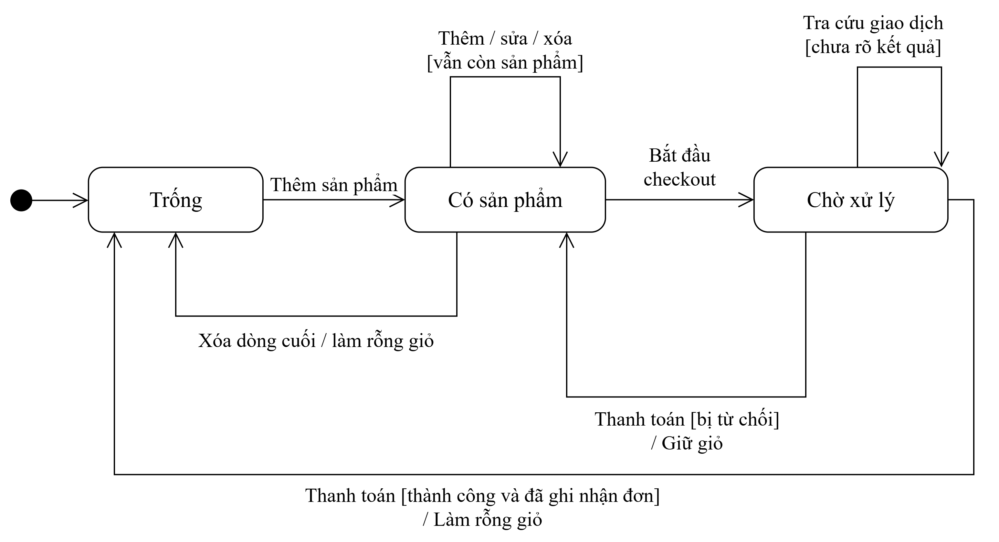 Tra cứu giao dịch
[chưa rõ kết quả]
Thêm / sửa / xóa
[vẫn còn sản phẩm]
Bắt đầu
checkout
Thêm sản phẩm
Trống
Có sản phẩm
Chờ xử lý
Xóa dòng cuối / làm rỗng giỏ
Thanh toán [bị từ chối]
/ Giữ giỏ
Thanh toán [thành công và đã ghi nhận đơn]
/ Làm rỗng giỏ